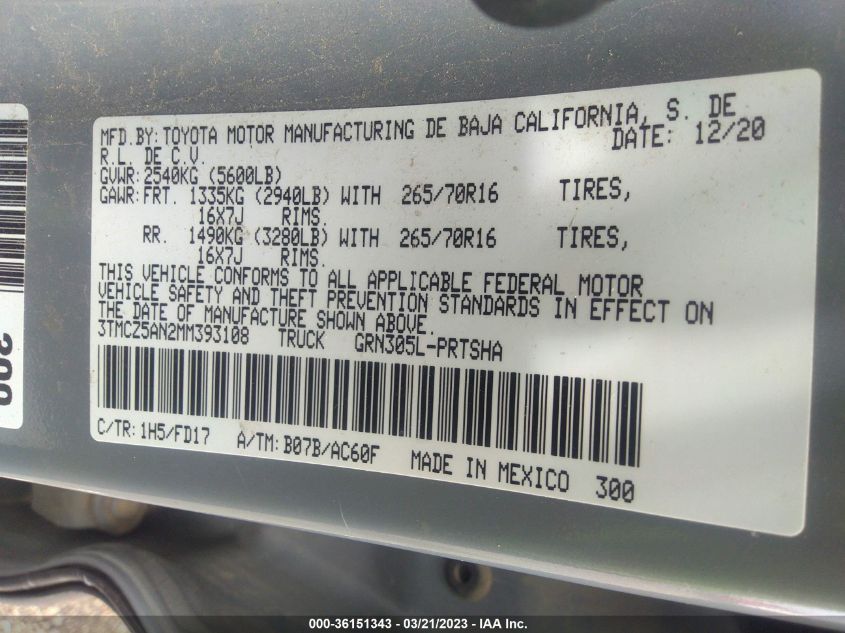 MFD.BY: TOYOTA MOTOR MANUFACTURING DE BAJA CALIFORNIA, S. DE
R.L. DE C.V. DATE: 12/20
GVWR: 2540KG (5600LB)
GAWR: FRT. 1335KG (2940LB) WITH 265/70R16 TIRES,
16X7J RIMS.
RR. 1490KG (3280LB) WITH 265/70R16 TIRES,
16X7J RIMS.
THIS VEHICLE CONFORMS TO ALL APPLICABLE FEDERAL MOTOR
VEHICLE SAFETY AND THEFT PREVENTION STANDARDS IN EFFECT ON
THE DATE OF MANUFACTURE SHOWN ABOVE.
3TMCZ5AN2MM393108 TRUCK GRN305L-PRTSHA
C/TR: 1H5/FD17 A/TM: B07B/AC60F MADE IN MEXICO 300
000-36151343 - 03/21/2023 - IAA Inc.